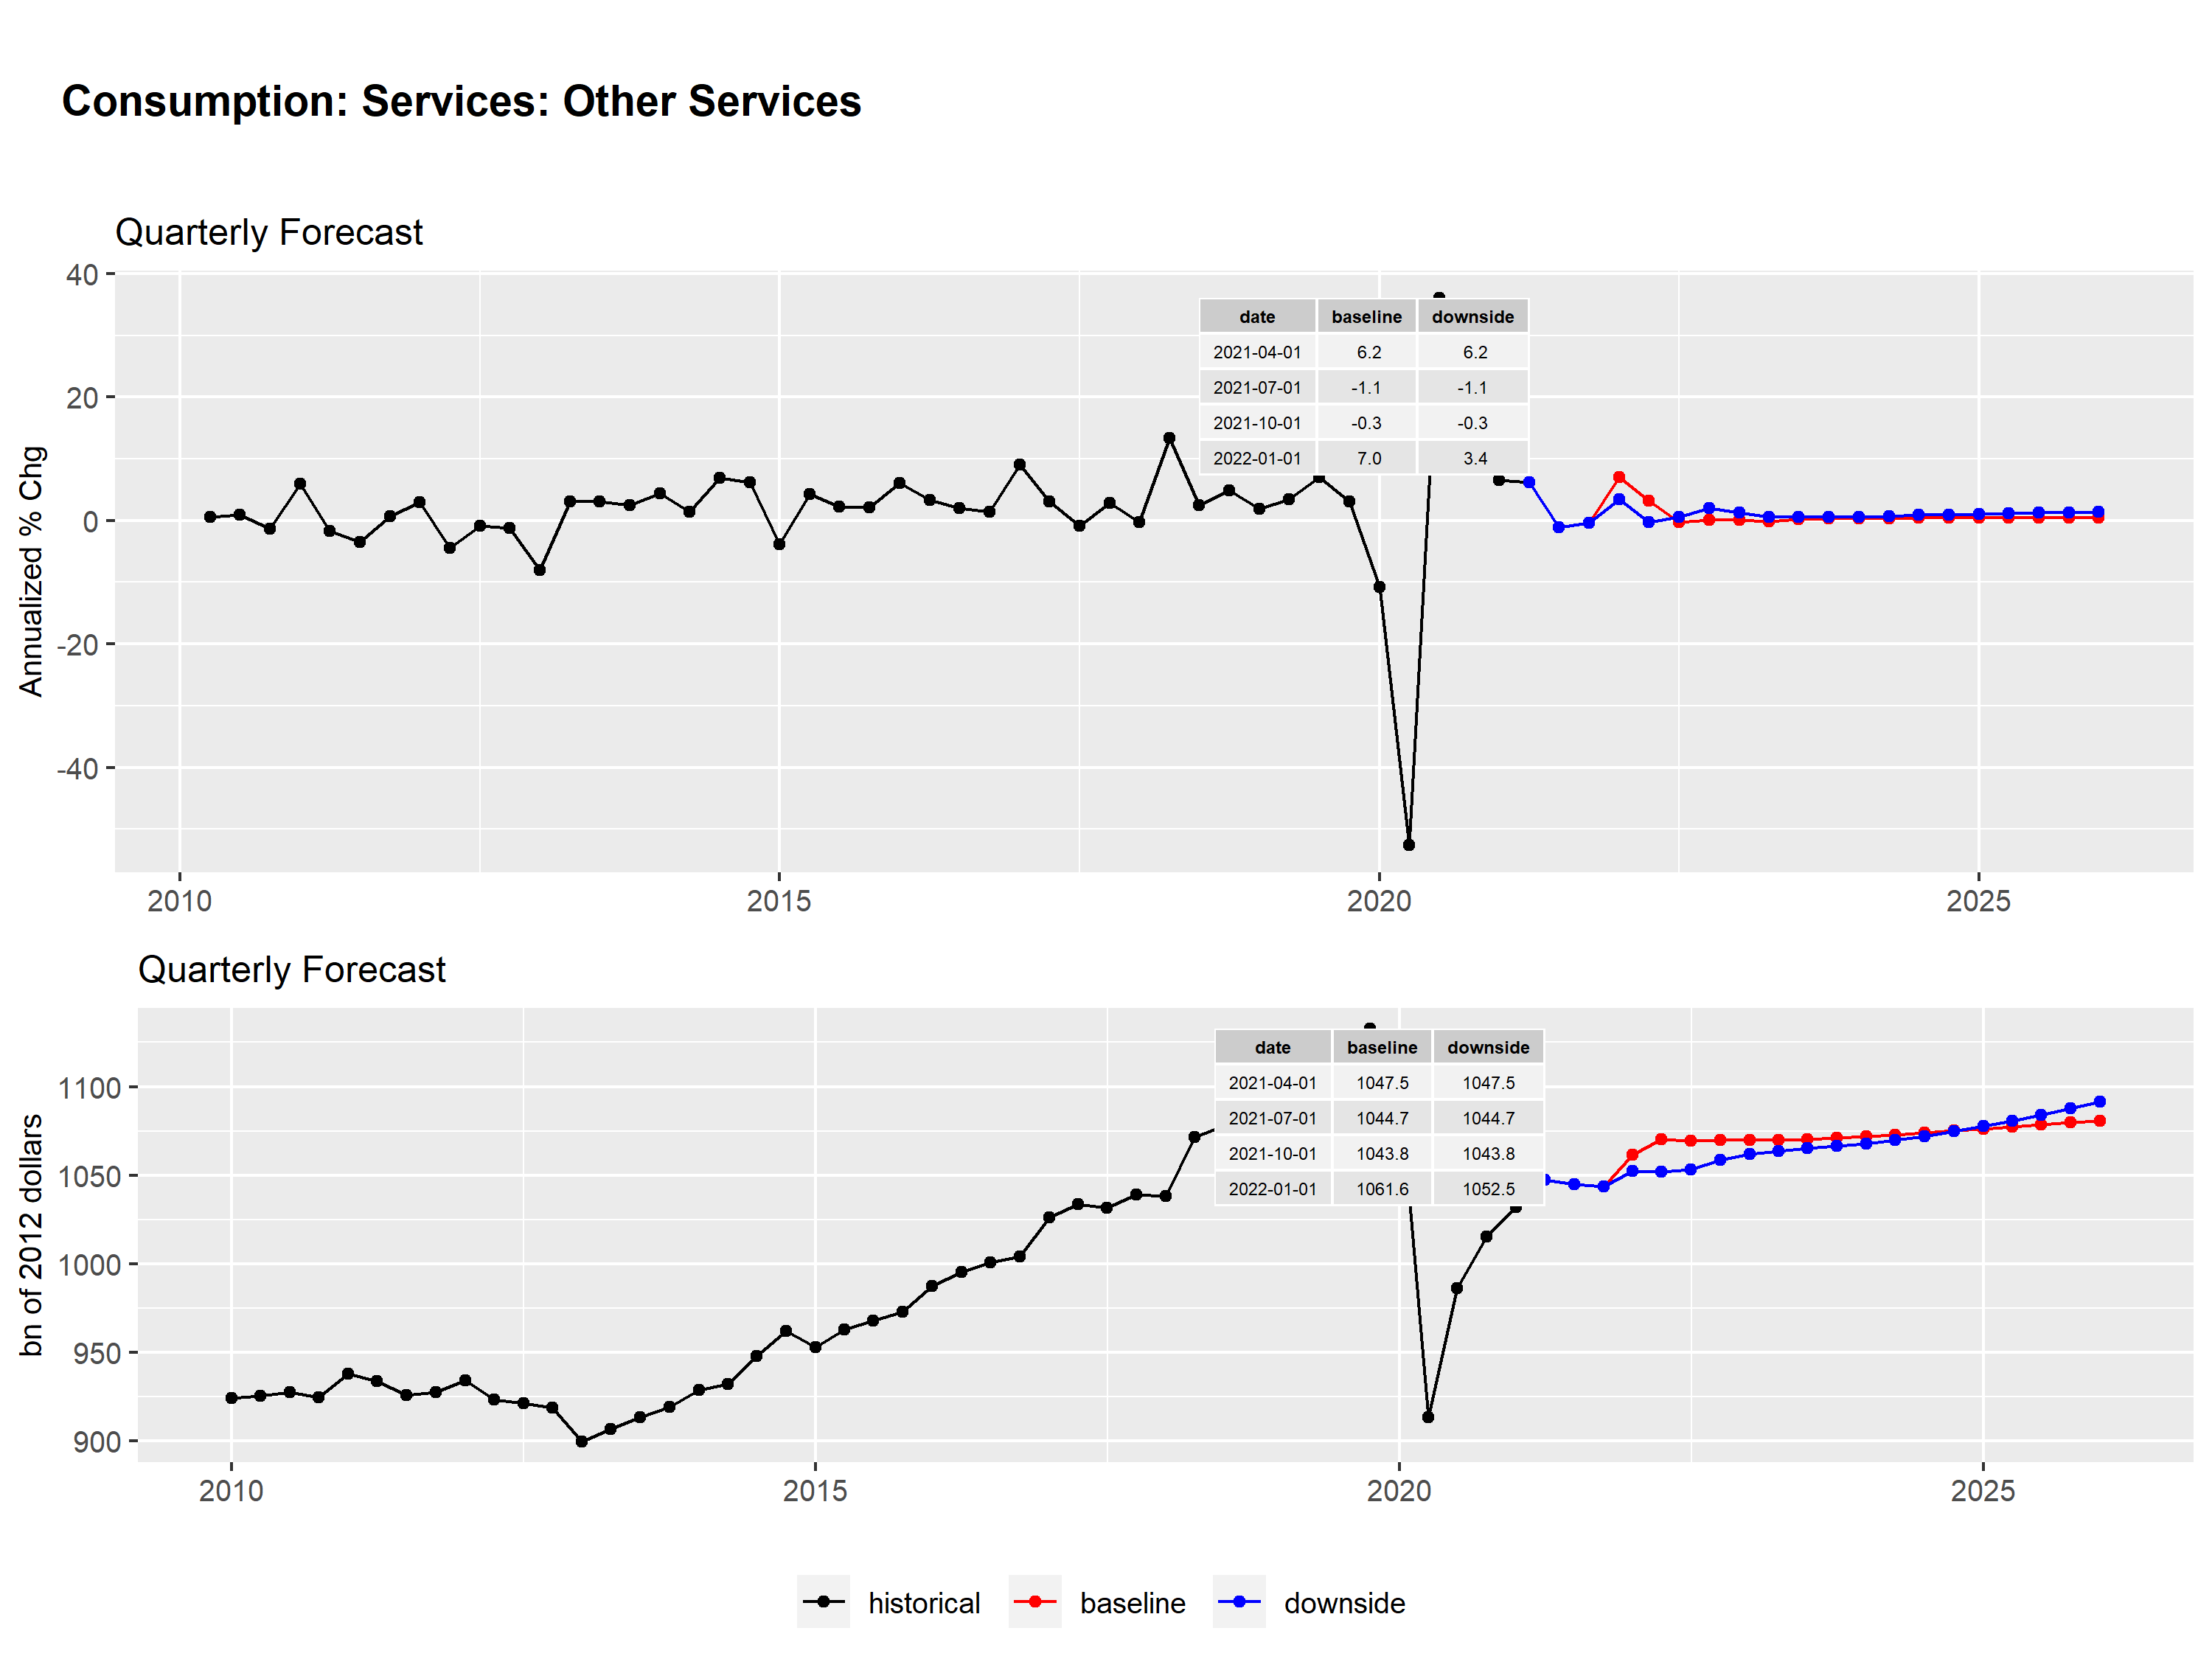 Consumption: Services: Other Services
Quarterly Forecast
Annualized % Chg
40
20
0
-20
-40
date baseline downside
2021-04-01 6.2 6.2
2021-07-01 -1.1 -1.1
2021-10-01 -0.3 -0.3
2022-01-01 7.0 3.4
2010 2015 2020 2025
Quarterly Forecast
bn of 2012 dollars
1100
1050
1000
950
900
date baseline downside
2021-04-01 1047.5 1047.5
2021-07-01 1044.7 1044.7
2021-10-01 1043.8 1043.8
2022-01-01 1061.6 1052.5
2010 2015 2020 2025
historical baseline downside